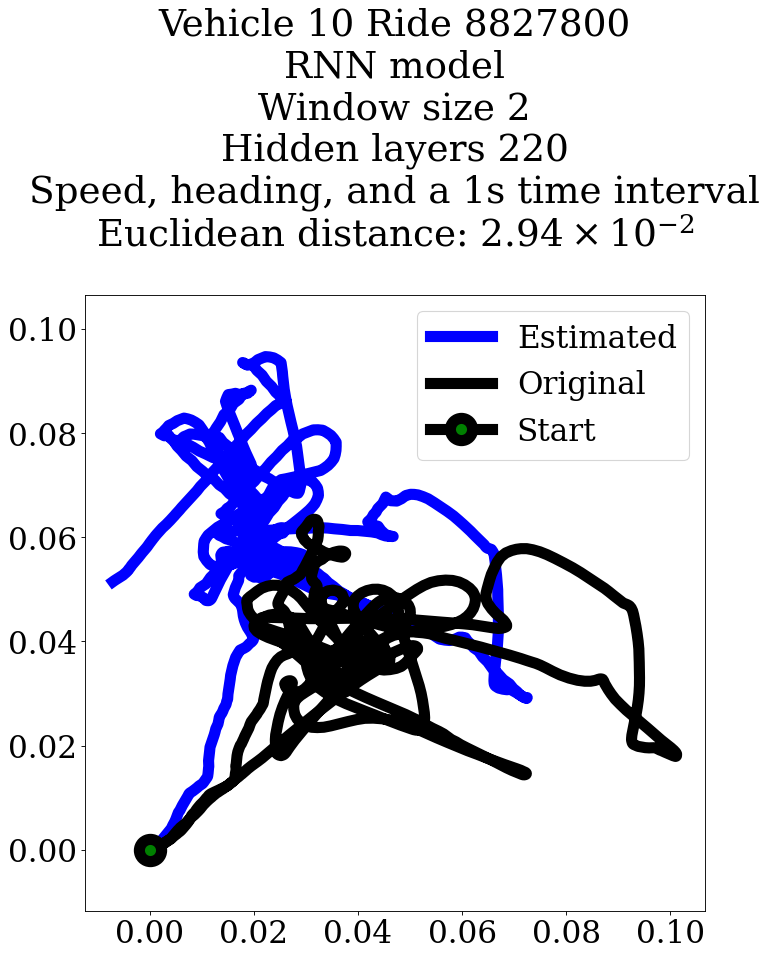 Vehicle 10 Ride 8827800
RNN model
Window size 2
Hidden layers 220
Speed, heading, and a 1s time interval
Euclidean distance: 2.94 × 10⁻²
Estimated
Original
Start
0.10
0.08
0.06
0.04
0.02
0.00
0.00 0.02 0.04 0.06 0.08 0.10